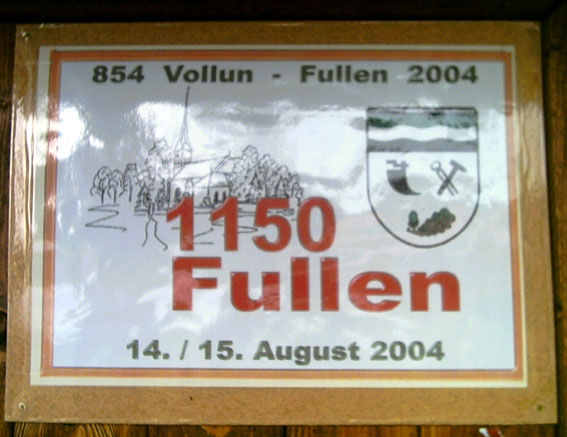 854 Vollun - Fullen 2004
1150
Fullen
14. / 15. August 2004